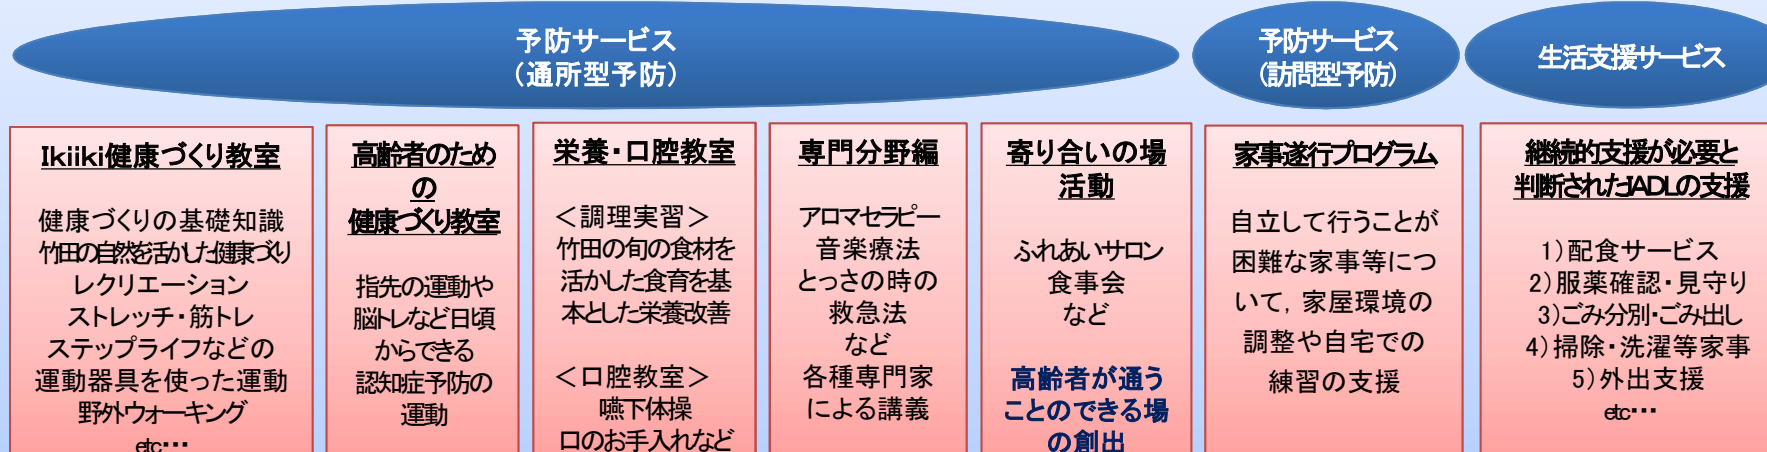 予防サービス
（通所型予防）
予防サービス
（訪問型予防）
生活支援サービス
Ikiiki健康づくり教室
健康づくりの基礎知識
竹田の自然を活かした健康づくり
レクリエーション
ストレッチ・筋トレ
ステップライフなどの
運動器具を使った運動
野外ウォーキング
etc…
高齢者のため
の
健康づくり教室
指先の運動や
脳トレなど日頃
からできる
認知症予防の
運動
栄養・口腔教室
＜調理実習＞
竹田の旬の食材を
活かした食育を基
本とした栄養改善
＜口腔教室＞
嚥下体操
口のお手入れなど
専門分野編
アロマセラピー
音楽療法
とっさの時の
救急法
など
各種専門家
による講義
寄り合いの場
活動
ふれあいサロン
食事会
など
高齢者が通う
ことのできる場
の創出
家事遂行プログラム
自立して行うことが
困難な家事等につ
いて，家屋環境の
調整や自宅での
練習の支援
継続的支援が必要と
判断されたIADLの支援
1）配食サービス
2）服薬確認・見守り
3）ごみ分別・ごみ出し
4）掃除・洗濯等家事
5）外出支援
etc…